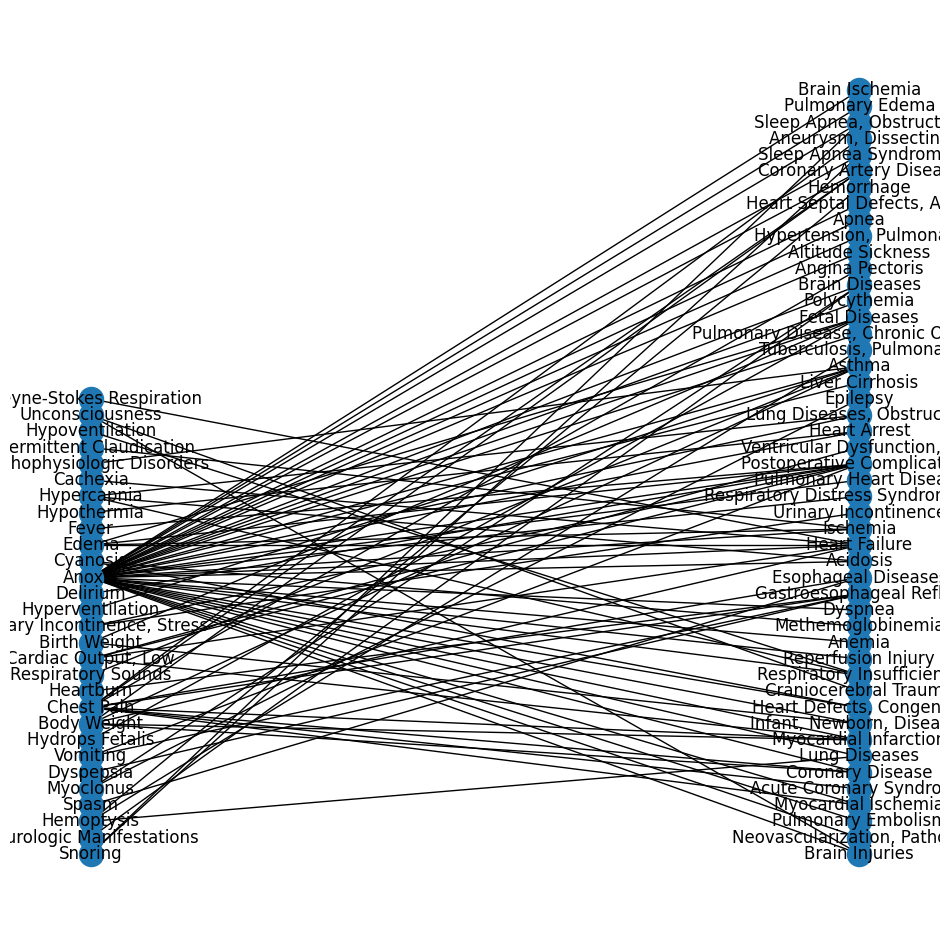 yne-Stokes Respiration
Unconsciousness
Hypoventilation
ermittent Claudication
hophysiologic Disorders
Cachexia
Hypercapnia
Hypothermia
Fever
Edema
Cyanosis
Anox
Delirium
Hyperventilation
ary Incontinence, Stress
Birth Weight
Cardiac Output, Low
Respiratory Sounds
Heartburn
Chest Pain
Body Weight
Hydrops Fetalis
Vomiting
Dyspepsia
Myoclonus
Spasm
Hemoptysis
urologic Manifestations
Snoring
Brain Ischemia
Pulmonary Edema
Sleep Apnea, Obstruct
Aneurysm, Dissectin
Sleep Apnea Syndrom
Coronary Artery Disea
Hemorrhage
Heart Septal Defects, A
Apnea
Hypertension, Pulmona
Altitude Sickness
Angina Pectoris
Brain Diseases
Polycythemia
Fetal Diseases
Pulmonary Disease, Chronic O
Tuberculosis, Pulmona
Asthma
Liver Cirrhosis
Epilepsy
Lung Diseases, Obstruc
Heart Arrest
Ventricular Dysfunction,
Postoperative Complicat
Pulmonary Heart Disea
Respiratory Distress Syndrom
Urinary Incontinence
Ischemia
Heart Failure
Acidosis
Esophageal Diseases
Gastroesophageal Refl
Dyspnea
Methemoglobinemia
Anemia
Reperfusion Injury
Respiratory Insufficien
Craniocerebral Traum
Heart Defects, Congen
Infant, Newborn, Disea
Myocardial Infarction
Lung Diseases
Coronary Disease
Acute Coronary Syndro
Myocardial Ischemia
Pulmonary Embolism
Neovascularization, Patho
Brain Injuries